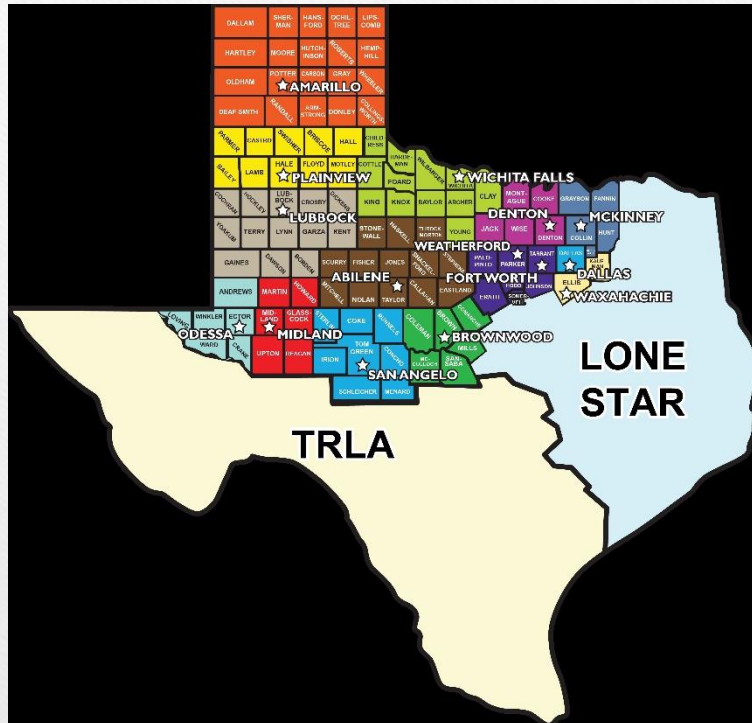 DALLAM
SHER-
MAN
HANS-
FORD
OCHIL-
TREE
LIPS-
COMB
HARTLEY
MOORE
HUTCH-
INSON
ROBERTS
HEMP-
HILL
OLDHAM
POTTER
CARSON
GRAY
WHEELER
AMARILLO
DEAF SMITH
RANDALL
ARM-
STRONG
DONLEY
COLLINGS-
WORTH
PARMER
CASTRO
SWISHER
BRISCOE
HALL
CHILD
RESS
BAILEY
LAMB
HALE
FLOYD
MOTLEY
COTTLE
HARDE
MAN
WILBARGER
PLAINVIEW
FOARD
WICHITA FALLS
WICHITA
CLAY
MONT-
AGUE
COOKE
GRAYSON
FANNIN
COCHRAN
HOCKLEY
LUB-
BOCK
CROSBY
DICKENS
KING
KNOX
BAYLOR
ARCHER
LUBBOCK
DENTON
MCKINNEY
YOAKUM
TERRY
LYNN
GARZA
KENT
STONE-
WALL
HASKELL
THROCK
MORTON
YOUNG
JACK
WISE
DENTON
COLLIN
HUNT
WEATHERFORD
GAINES
DAWSON
BORDEN
SCURRY
FISHER
JONES
SHACKEL
FORD
STEPHENS
PALO
PINTO
PARKER
TARRANT
DALLAS
ABILENE
FORT WORTH
DALLAS
ANDREWS
MARTIN
HOWARD
MITCHELL
NOLAN
TAYLOR
CALLAHAN
EASTLAND
ERATH
HOOD
JOHNSON
ELLIS
WAXAHACHIE
LOVING
WINKLER
ECTOR
MID-
LAND
GLASS-
COCK
STERLING
COKE
RUNNELS
COLEMAN
BROWN
COMANCHE
ODESSA
MIDLAND
BROWNWOOD
WARD
CRANE
UPTON
REAGAN
IRION
TOM
GREEN
CONCHO
MC-
CULLOCH
SAN-
SABA
MILLS
SAN ANGELO
SCHLEICHER
MENARD
LONE
STAR
TRLA